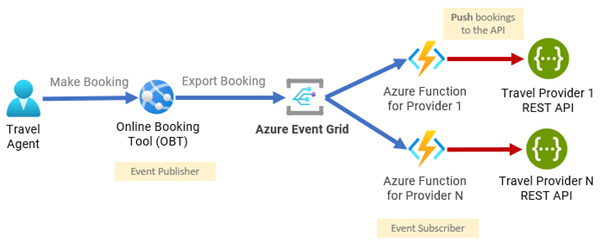 Push bookings
to the API
Make Booking
Export Booking
Travel
Agent
Online Booking
Tool (OBT)
Azure Event Grid
Azure Function
for Provider 1
Travel Provider 1
REST API
Event Publisher
Azure Function
for Provider N
Travel Provider N
REST API
Event Subscriber